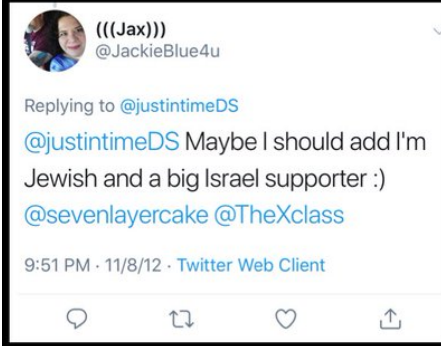 (((Jax)))
@JackieBlue4u
Replying to @justintimeDS
@justintimeDS Maybe I should add I'm
Jewish and a big Israel supporter :)
@sevenlayercake @TheXclass
9:51 PM · 11/8/12 · Twitter Web Client